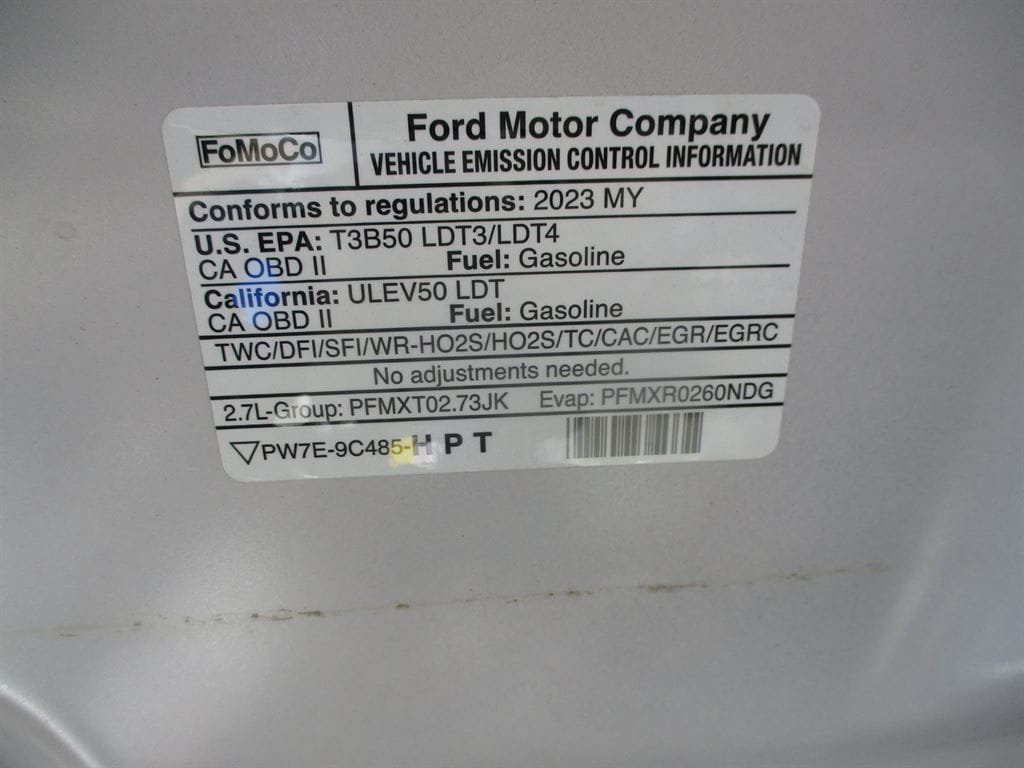 FoMoCo
Ford Motor Company
VEHICLE EMISSION CONTROL INFORMATION
Conforms to regulations: 2023 MY
U.S. EPA: T3B50 LDT3/LDT4
CA OBD II Fuel: Gasoline
California: ULEV50 LDT
CA OBD II Fuel: Gasoline
TWC/DFI/SFI/WR-HO2S/HO2S/TC/CAC/EGR/EGRC
No adjustments needed.
2.7L-Group: PFMXT02.73JK Evap: PFMXR0260NDG
PW7E-9C485-H P T